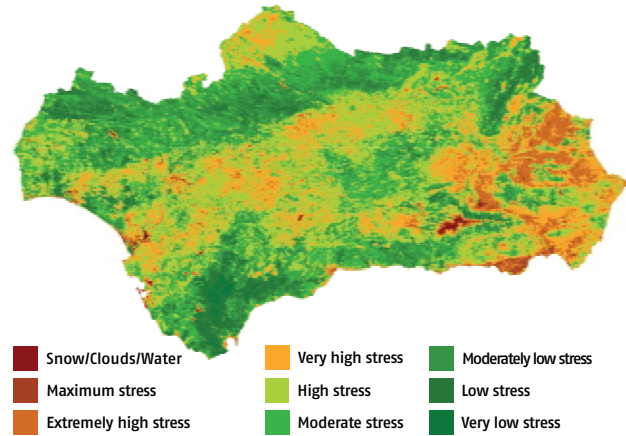 Snow/Clouds/Water
Maximum stress
Extremely high stress
Very high stress
High stress
Moderate stress
Moderately low stress
Low stress
Very low stress